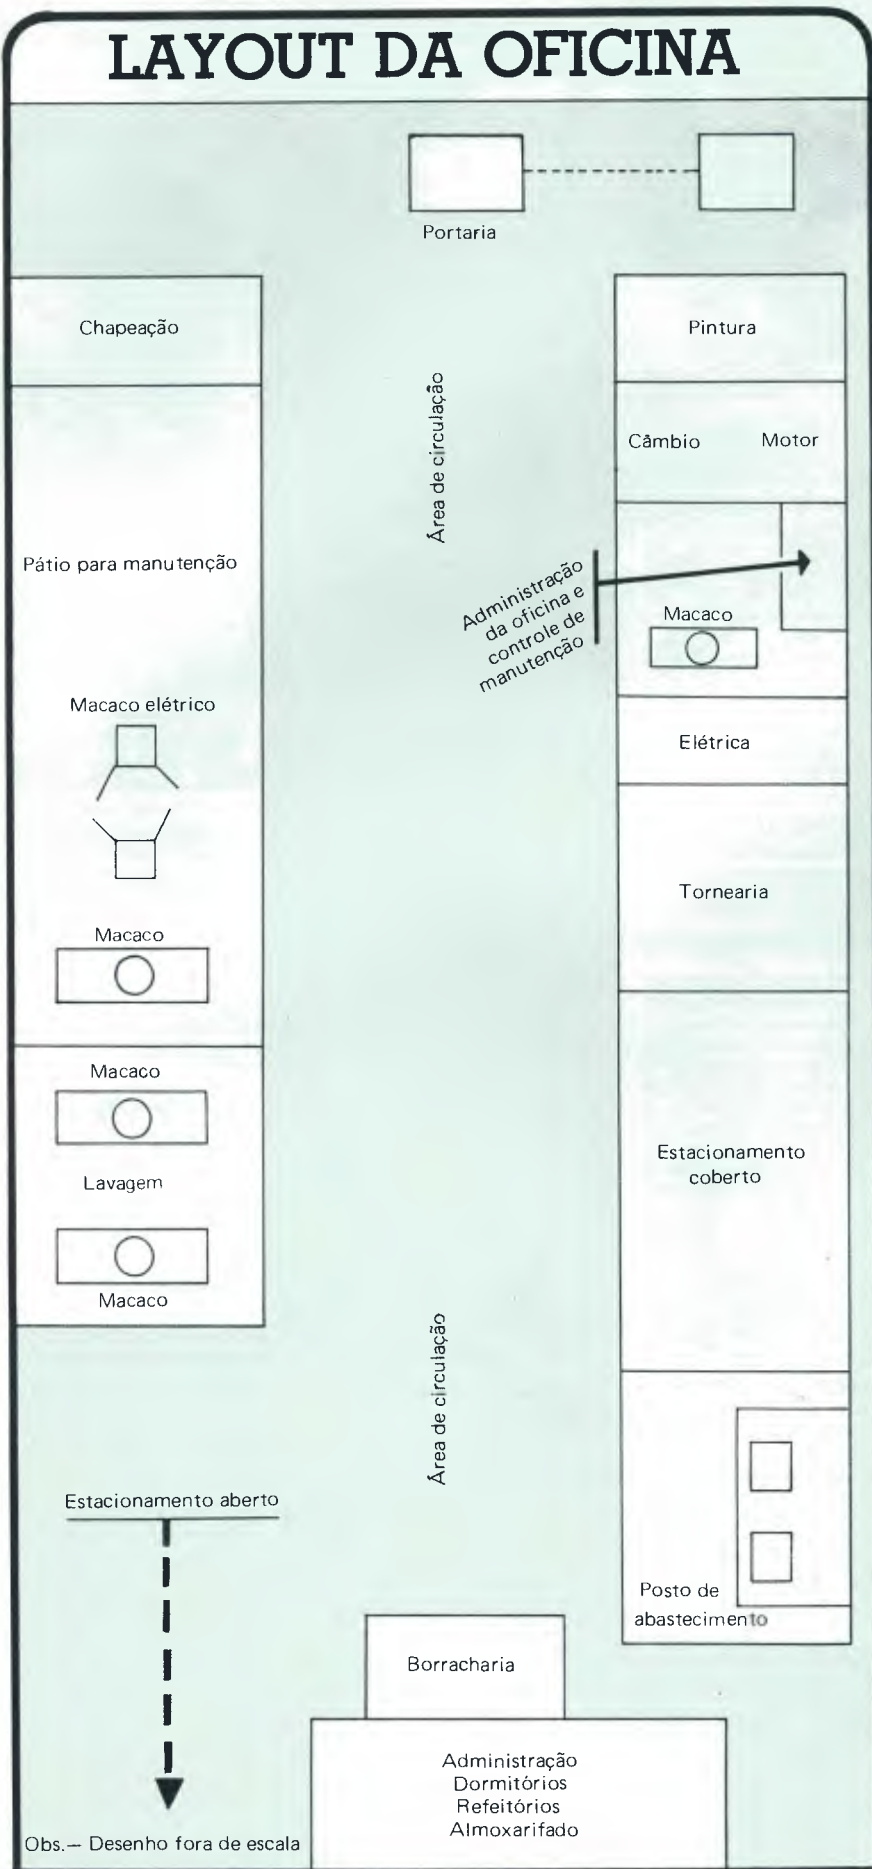 LAYOUT DA OFICINA
Portaria
Chapeação
Pintura
Área de circulação
Câmbio Motor
Pátio para manutenção
Administração
da oficina e
controle de
manutenção
Macaco
Macaco elétrico
Elétrica
Tornearia
Macaco
Macaco
Lavagem
Macaco
Estacionamento
coberto
Área de circulação
Estacionamento aberto
Posto de
abastecimento
Borracharia
Administração
Dormitórios
Refeitórios
Almoxarifado
Obs.— Desenho fora de escala